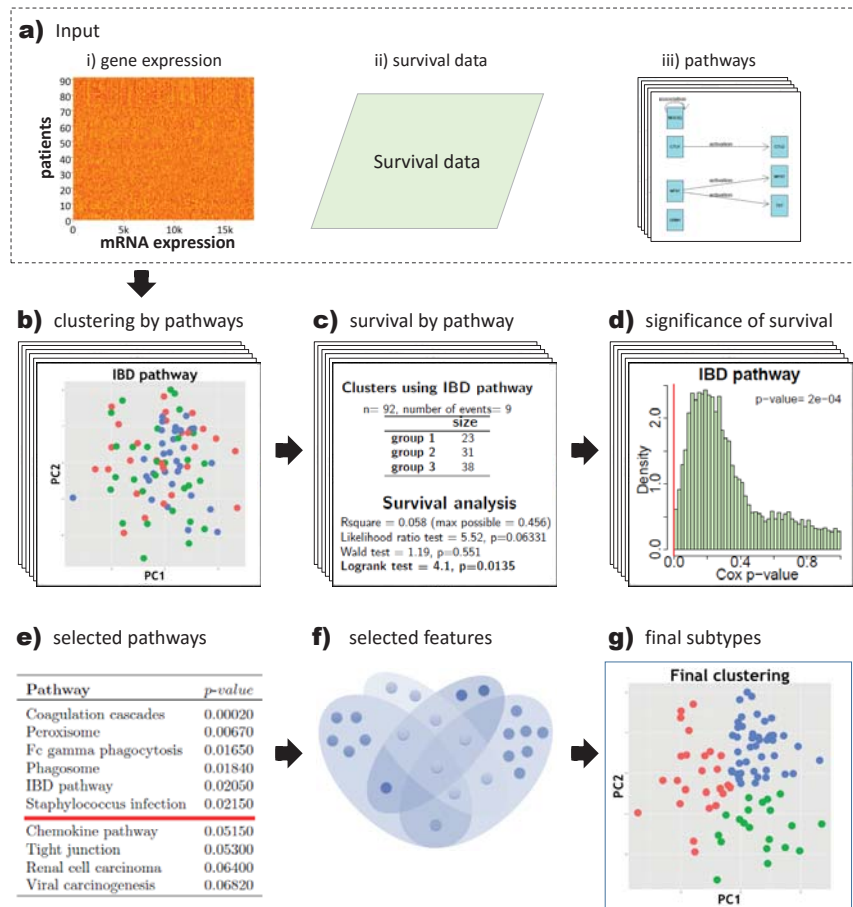 a) Input
i) gene expression
ii) survival data
iii) pathways
patients
90
80
70
60
50
40
30
20
10
0
0 5k 10k 15k
mRNA expression
Survival data
activation
activation
activation
b) clustering by pathways
IBD pathway
PC2
PC1
c) survival by pathway
Clusters using IBD pathway
n= 92, number of events= 9
size
group 1 23
group 2 31
group 3 38
Survival analysis
Rsquare = 0.058 (max possible = 0.456)
Likelihood ratio test = 5.52, p=0.06331
Wald test = 1.19, p=0.551
Logrank test = 4.1, p=0.0135
d) significance of survival
IBD pathway
p-value= 2e-04
Density
2.0
1.0
0.0
0.0 0.4 0.8
Cox p-value
e) selected pathways
Pathway p-value
Coagulation cascades 0.00020
Peroxisome 0.00670
Fc gamma phagocytosis 0.01650
Phagosome 0.01840
IBD pathway 0.02050
Staphylococcus infection 0.02150
Chemokine pathway 0.05150
Tight junction 0.05300
Renal cell carcinoma 0.06400
Viral carcinogenesis 0.06820
f) selected features
g) final subtypes
Final clustering
PC2
PC1